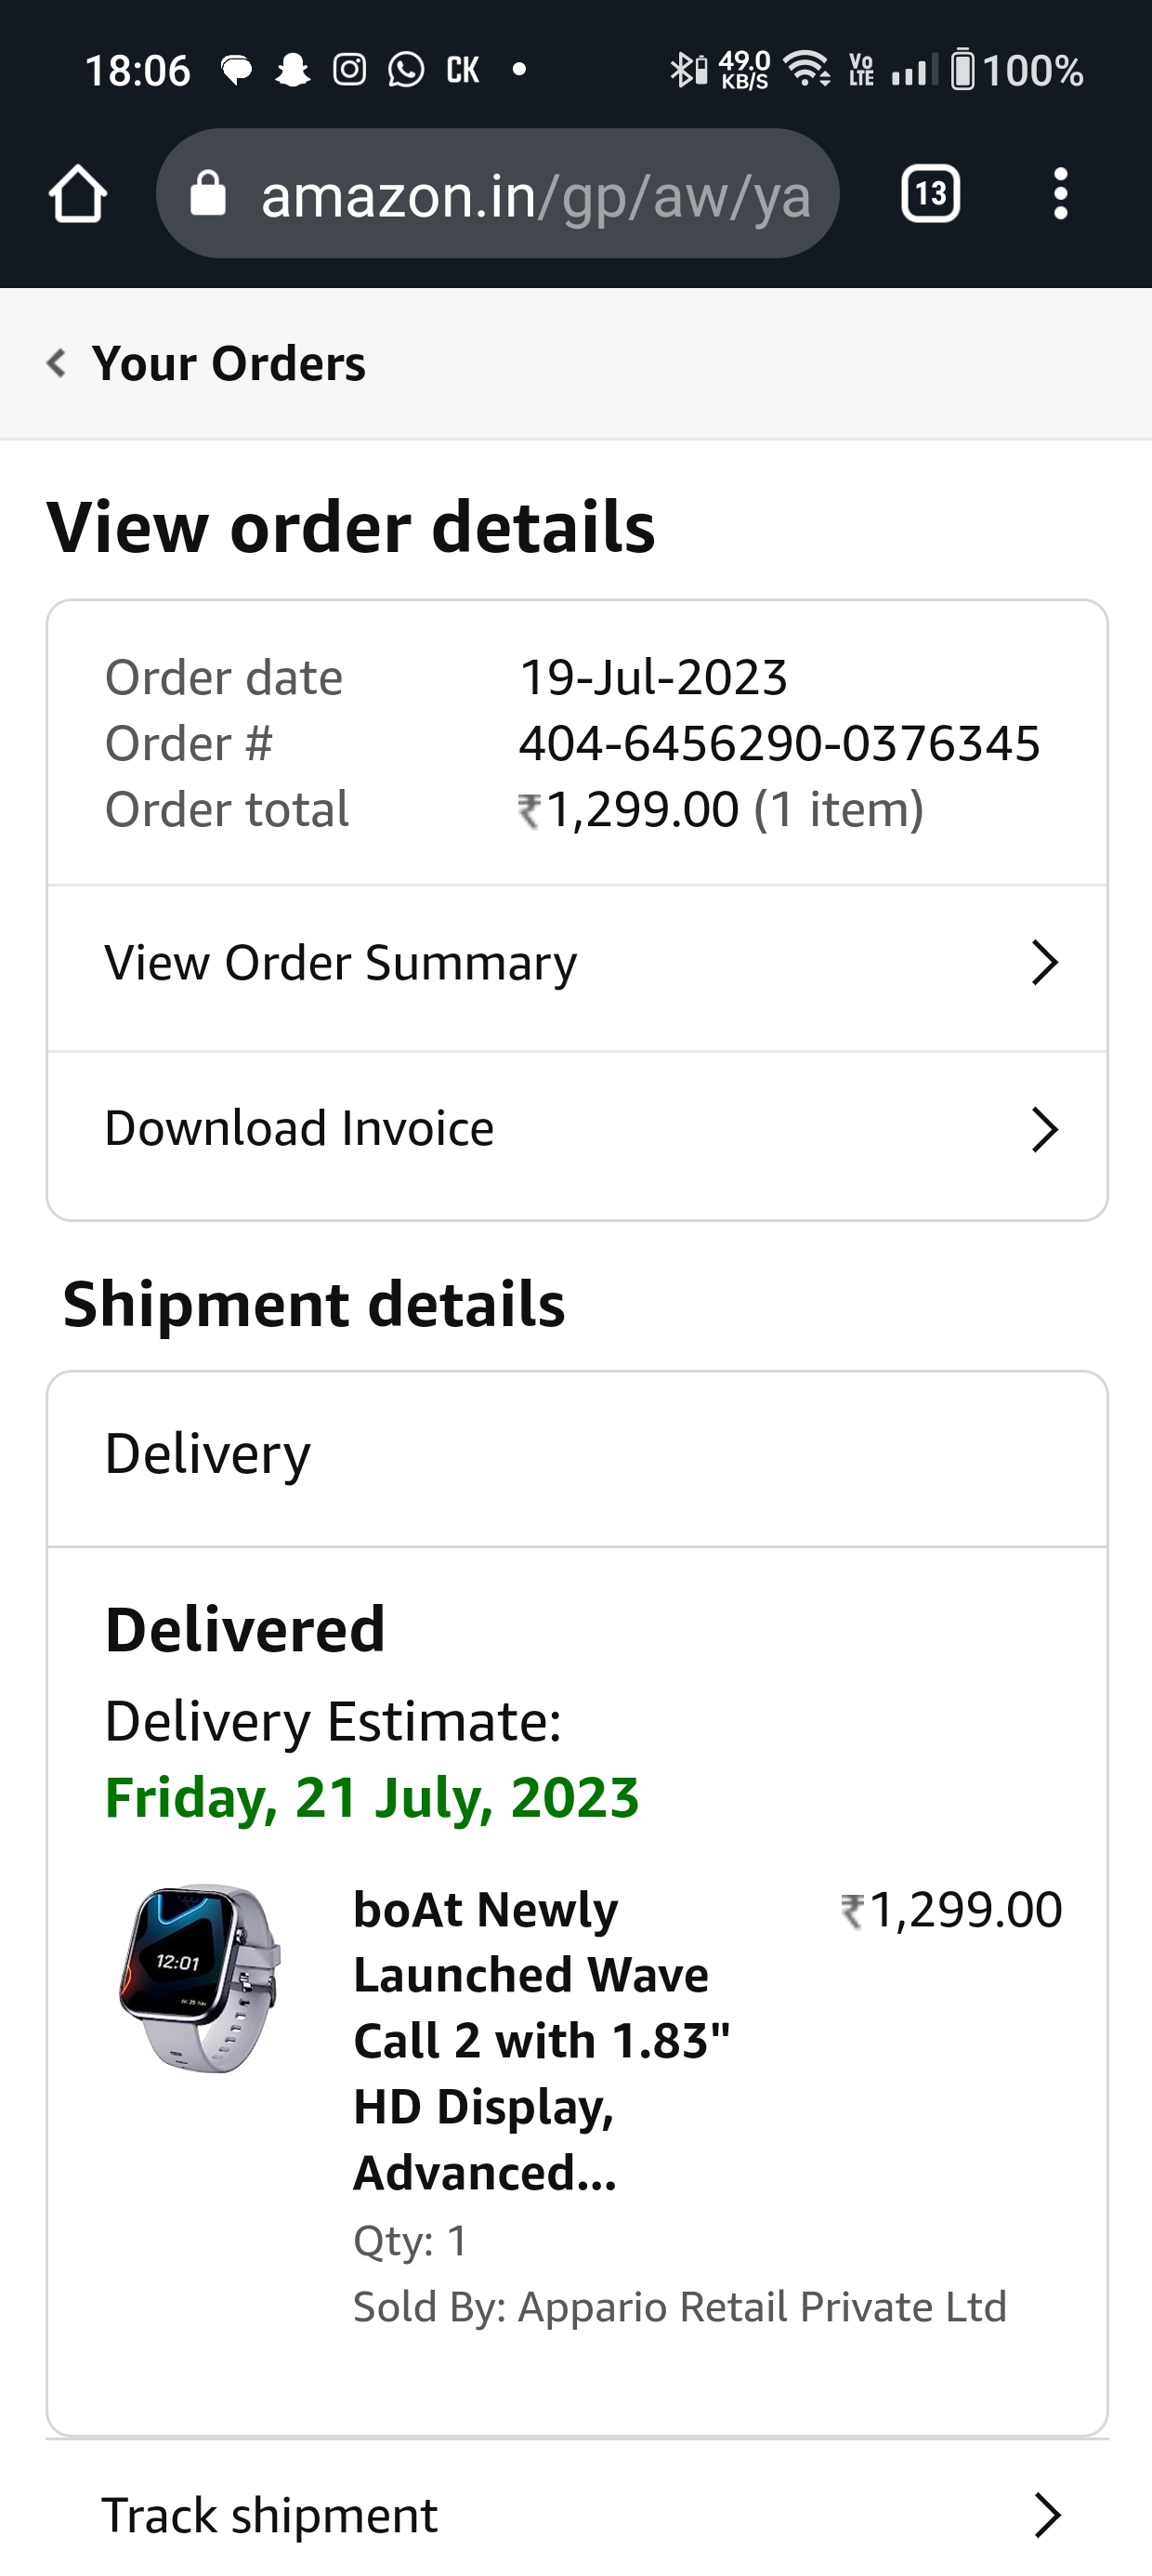 18:06 CK 49.0 KB/S Vo LTE 100%
amazon.in/gp/aw/ya 13
Your Orders
View order details
Order date 19-Jul-2023
Order # 404-6456290-0376345
Order total ₹1,299.00 (1 item)
View Order Summary
Download Invoice
Shipment details
Delivery
Delivered
Delivery Estimate:
Friday, 21 July, 2023
boAt Newly ₹1,299.00
Launched Wave
Call 2 with 1.83"
HD Display,
Advanced...
12:01
Qty: 1
Sold By: Appario Retail Private Ltd
Track shipment